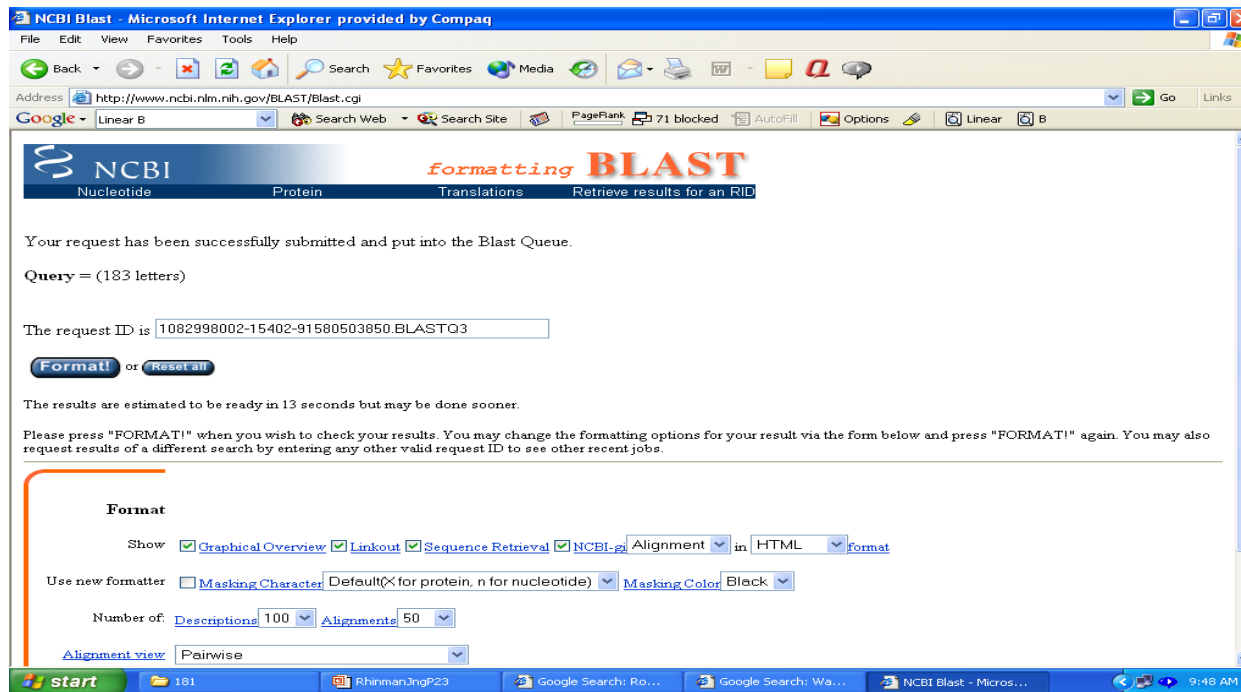 NCBI Blast - Microsoft Internet Explorer provided by Compaq
File Edit View Favorites Tools Help
Back Search Favorites Media
Address http://www.ncbi.nlm.nih.gov/BLAST/Blast.cgi Go Links
Google Linear B Search Web Search Site PageRank 71 blocked AutoFill Options Linear B
NCBI formatting BLAST
Nucleotide Protein Translations Retrieve results for an RID
Your request has been successfully submitted and put into the Blast Queue.
Query = (183 letters)
The request ID is 1082998002-15402-91580503850.BLASTQ3
Format! or Reset all
The results are estimated to be ready in 13 seconds but may be done sooner.
Please press "FORMAT!" when you wish to check your results. You may change the formatting options for your result via the form below and press "FORMAT!" again. You may also
request results of a different search by entering any other valid request ID to see other recent jobs.
Format
Show Graphical Overview Linkout Sequence Retrieval NCBI-gi Alignment in HTML format
Use new formatter Masking Character Default(X for protein, n for nucleotide) Masking Color Black
Number of: Descriptions 100 Alignments 50
Alignment view Pairwise
start 181 RhinmanJngP23 Google Search: Ro... Google Search: Wa... NCBI Blast - Micros... 9:48 AM